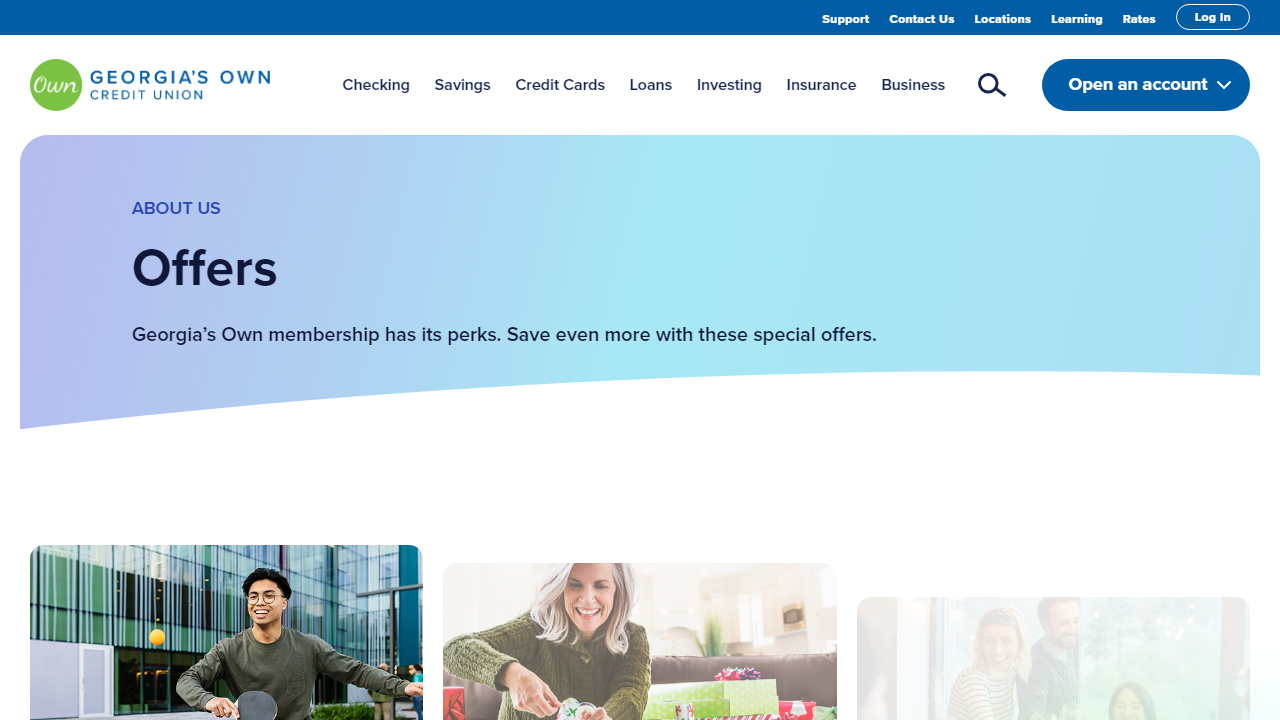 Support Contact Us Locations Learning Rates Log In
Own GEORGIA'S OWN
CREDIT UNION
Checking Savings Credit Cards Loans Investing Insurance Business Open an account
ABOUT US
Offers
Georgia’s Own membership has its perks. Save even more with these special offers.